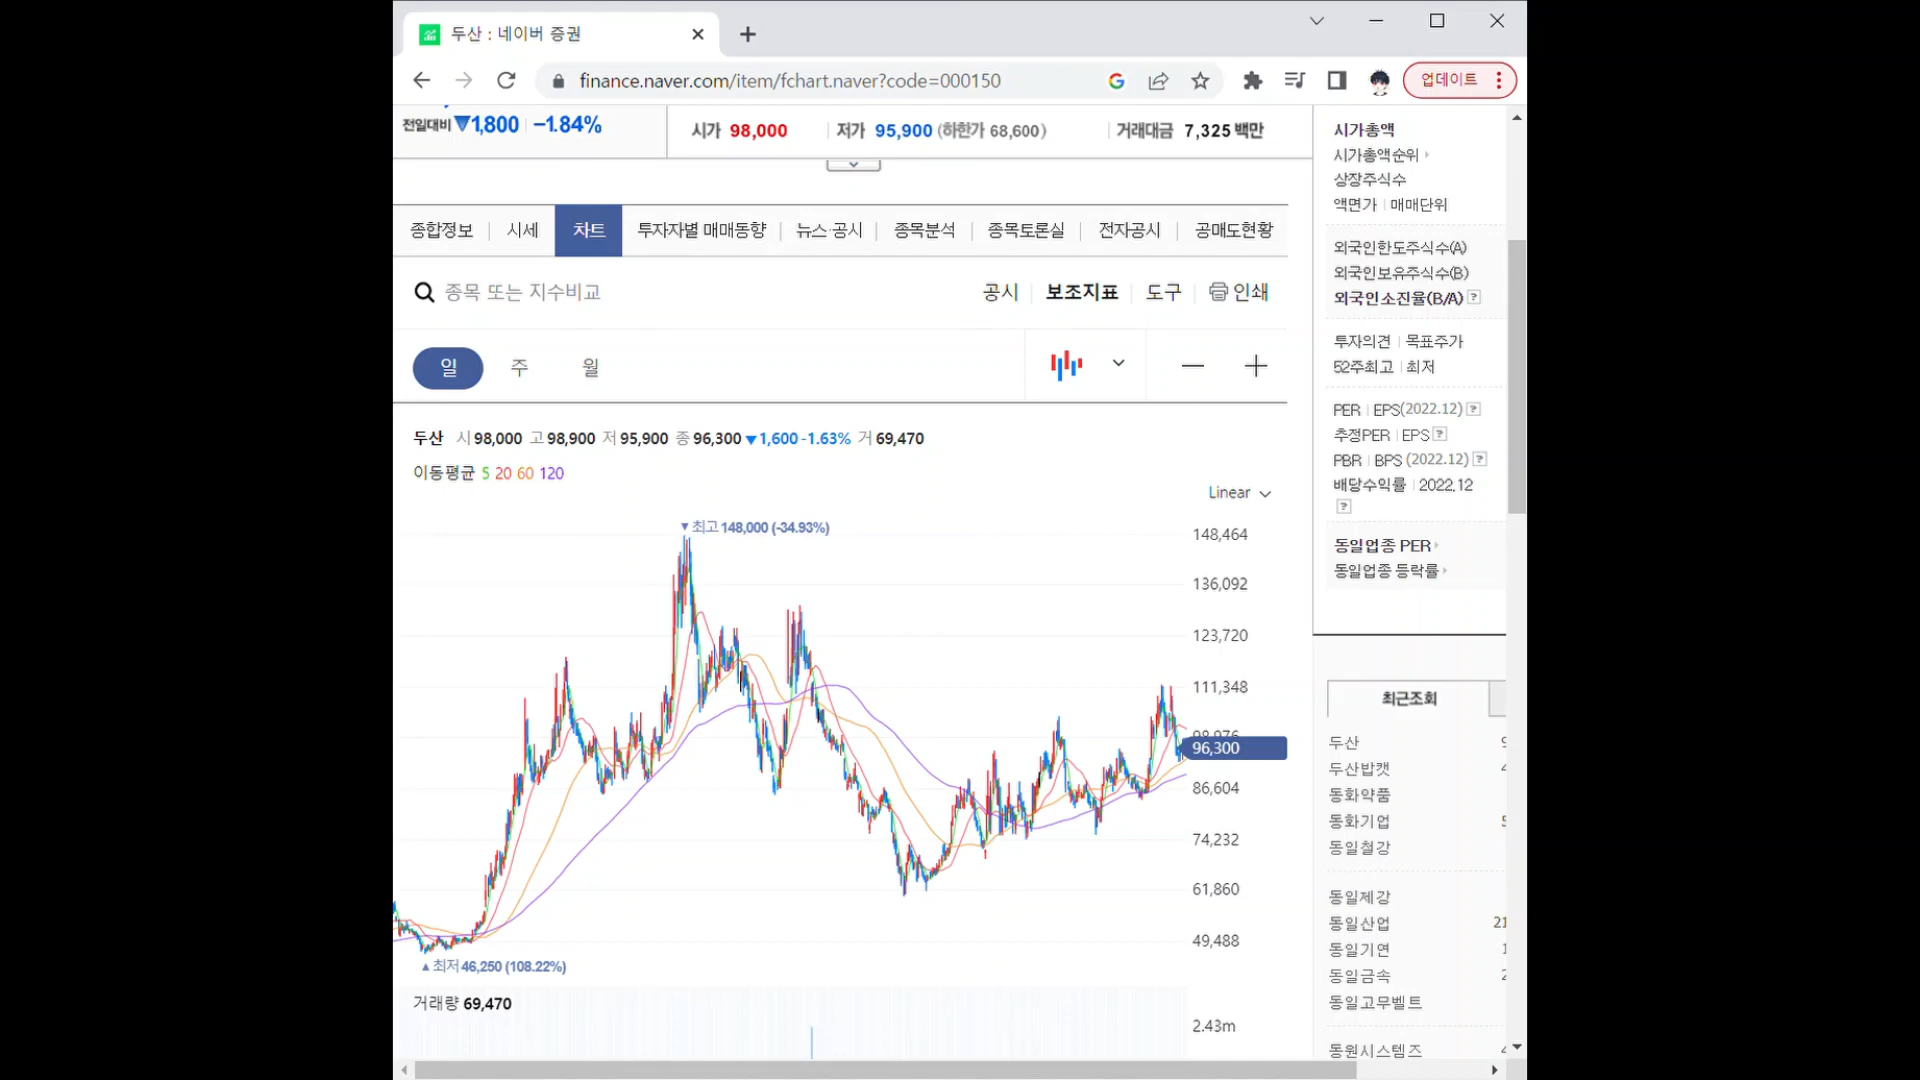 두산 : 네이버 증권
finance.naver.com/item/fchart.naver?code=000150
업데이트
전일대비 ▼1,800 −1.84%
시가 98,000 저가 95,900 (하한가 68,600) 거래대금 7,325 백만
종합정보 시세 차트 투자자별 매매동향 뉴스·공시 종목분석 종목토론실 전자공시 공매도현황
종목 또는 지수비교
공시 보조지표 도구 인쇄
일 주 월
두산 시 98,000 고 98,900 저 95,900 종 96,300 ▼1,600 -1.63% 거 69,470
이동평균 5 20 60 120
Linear
▼최고 148,000 (-34.93%)
148,464
136,092
123,720
111,348
96,300
86,604
74,232
61,860
49,488
▲최저 46,250 (108.22%)
거래량 69,470
2.43m
시가총액
시가총액순위
상장주식수
액면가 매매단위
외국인한도주식수(A)
외국인보유주식수(B)
외국인소진율(B/A) ?
투자의견 목표주가
52주최고 최저
PER EPS(2022.12) ?
추정PER EPS ?
PBR BPS (2022.12) ?
배당수익률 2022.12
?
동일업종 PER
동일업종 등락률
최근조회
두산
두산밥캣
동화약품
동화기업
동일철강
동일제강
동일산업 21
동일기연
동일금속
동일고무벨트
동원시스템즈